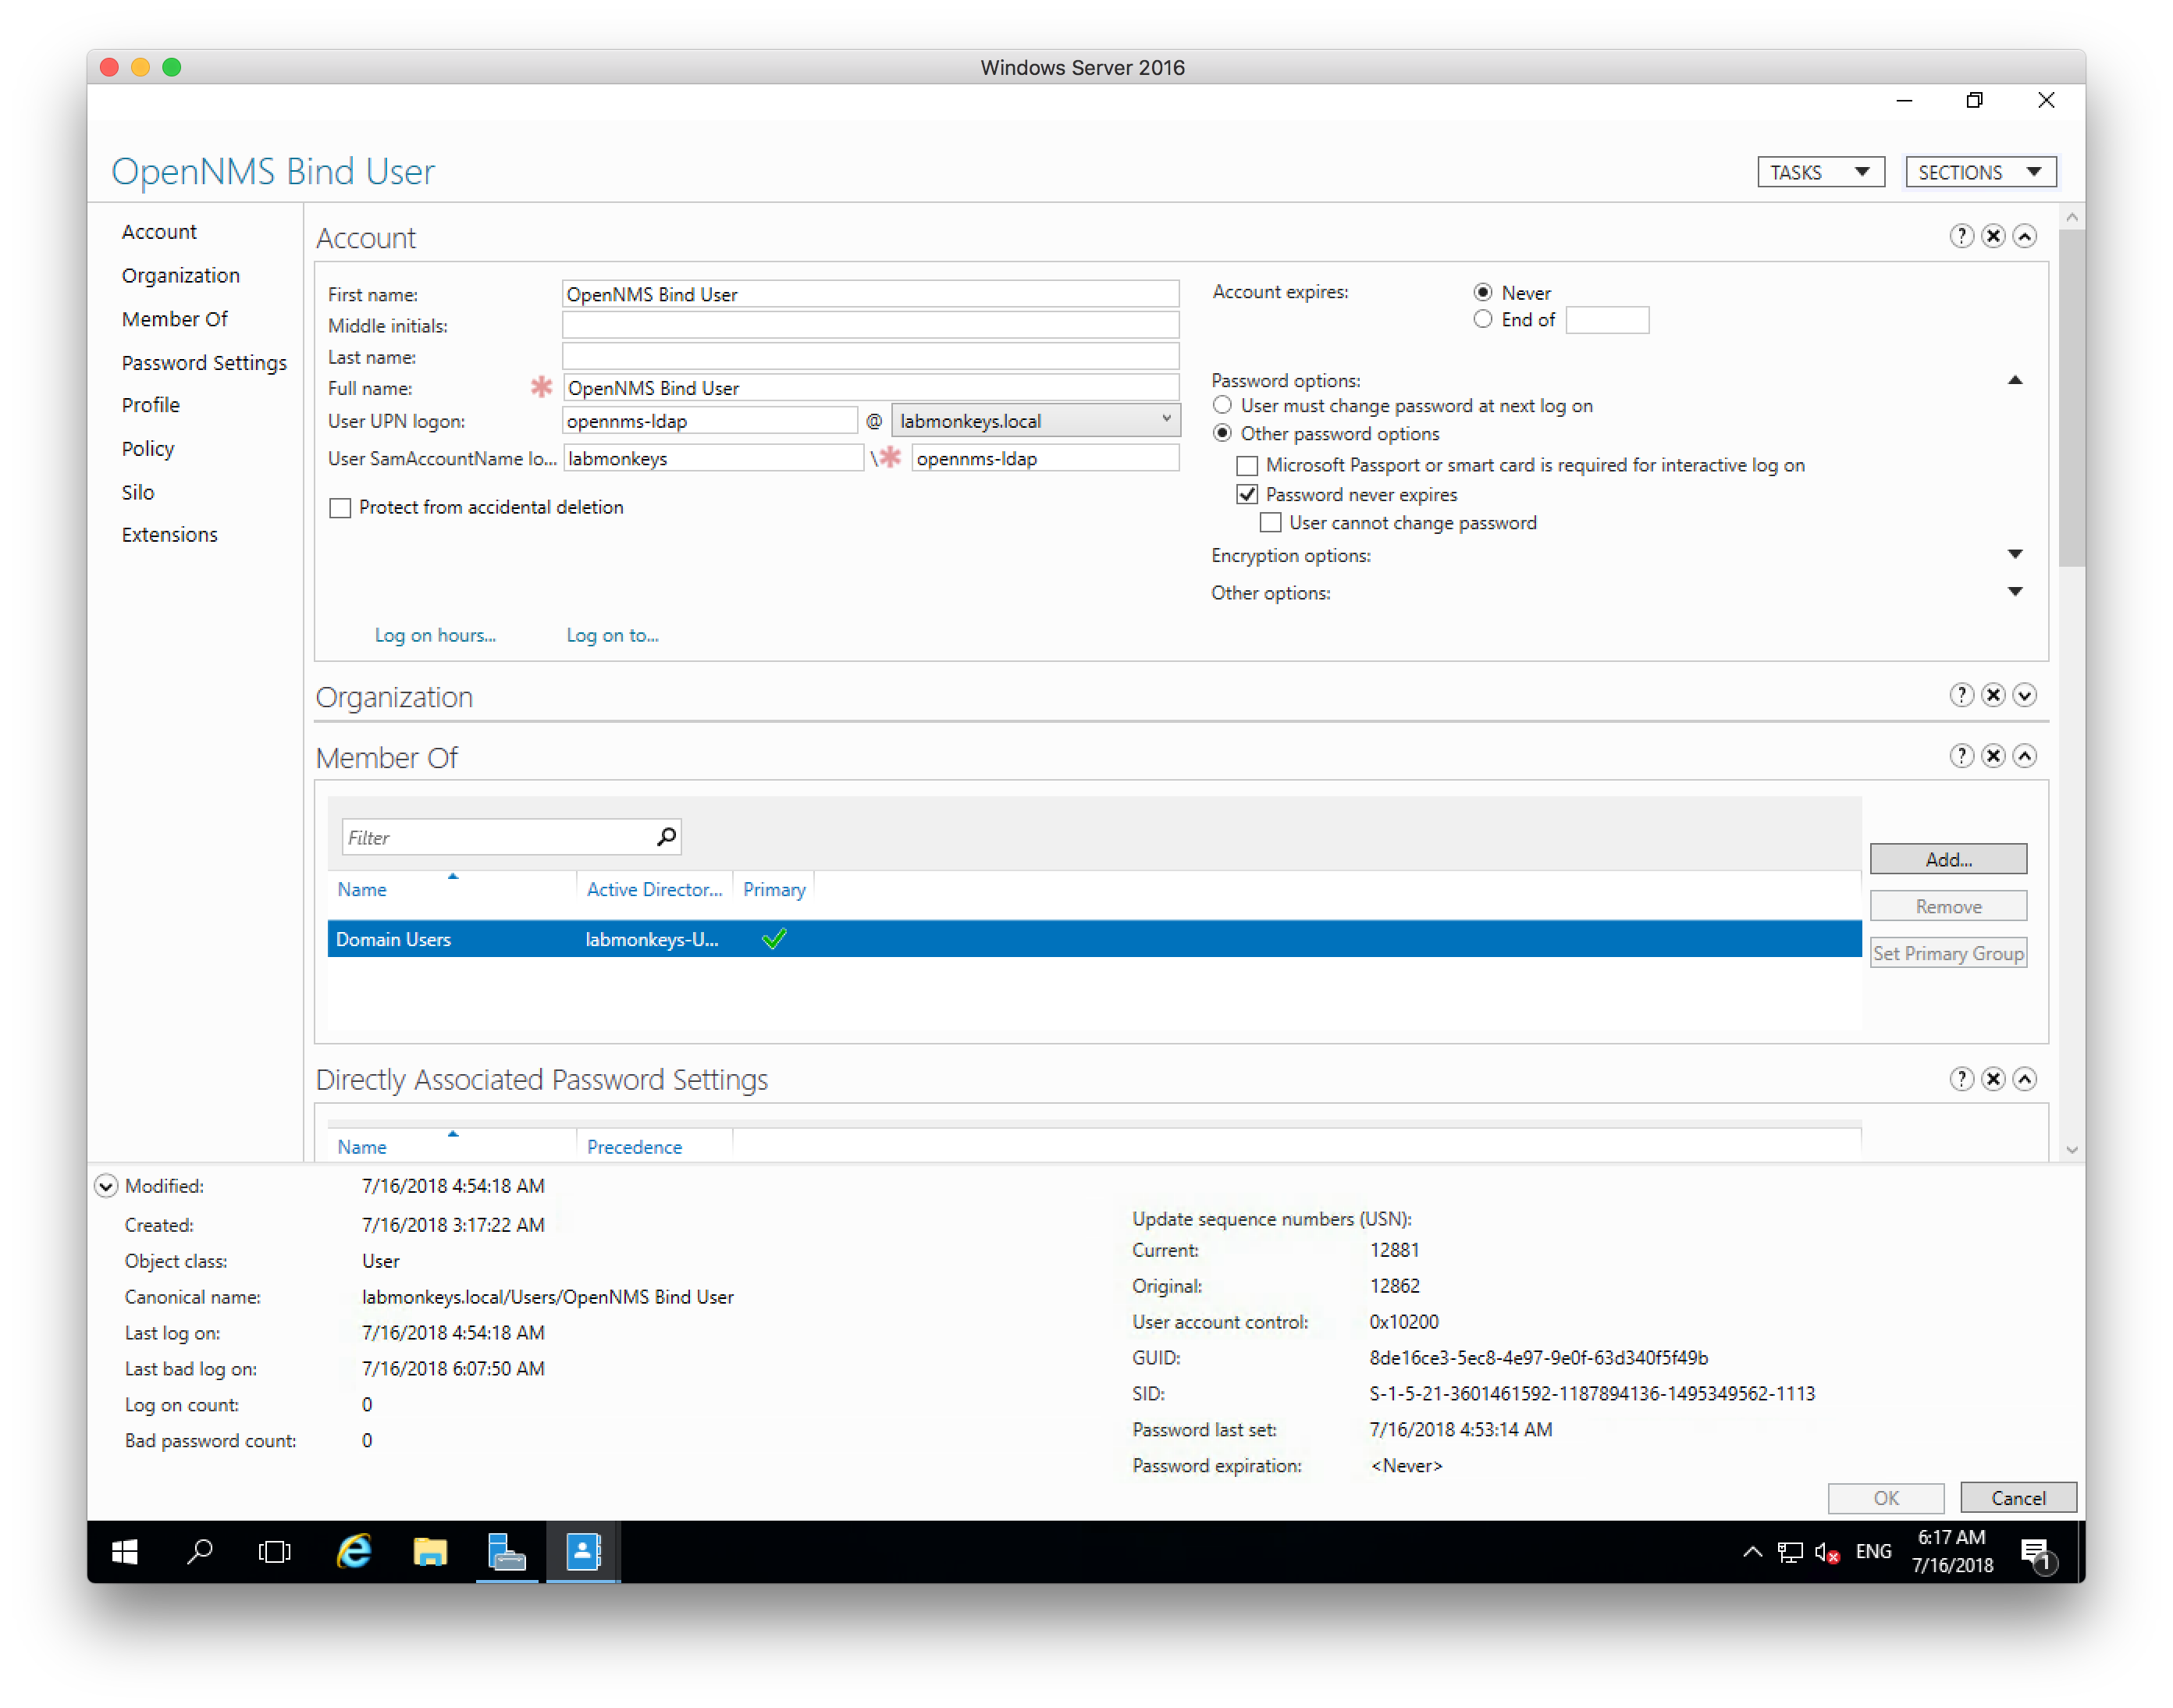 Windows Server 2016
OpenNMS Bind User
TASKS
SECTIONS
Account
Organization
Member Of
Password Settings
Profile
Policy
Silo
Extensions
Account
First name: OpenNMS Bind User
Middle initials:
Last name:
Full name: * OpenNMS Bind User
User UPN logon: opennms-ldap @ labmonkeys.local
User SamAccountName lo... labmonkeys \ * opennms-ldap
Protect from accidental deletion
Log on hours... Log on to...
Account expires: Never
End of
Password options:
User must change password at next log on
Other password options
Microsoft Passport or smart card is required for interactive log on
Password never expires
User cannot change password
Encryption options:
Other options:
Organization
Member Of
Filter
Name Active Director... Primary
Domain Users labmonkeys-U...
Add...
Remove
Set Primary Group
Directly Associated Password Settings
Name Precedence
Modified: 7/16/2018 4:54:18 AM
Created: 7/16/2018 3:17:22 AM
Object class: User
Canonical name: labmonkeys.local/Users/OpenNMS Bind User
Last log on: 7/16/2018 4:54:18 AM
Last bad log on: 7/16/2018 6:07:50 AM
Log on count: 0
Bad password count: 0
Update sequence numbers (USN):
Current: 12881
Original: 12862
User account control: 0x10200
GUID: 8de16ce3-5ec8-4e97-9e0f-63d340f5f49b
SID: S-1-5-21-3601461592-1187894136-1495349562-1113
Password last set: 7/16/2018 4:53:14 AM
Password expiration: <Never>
OK
Cancel
ENG
6:17 AM
7/16/2018
1